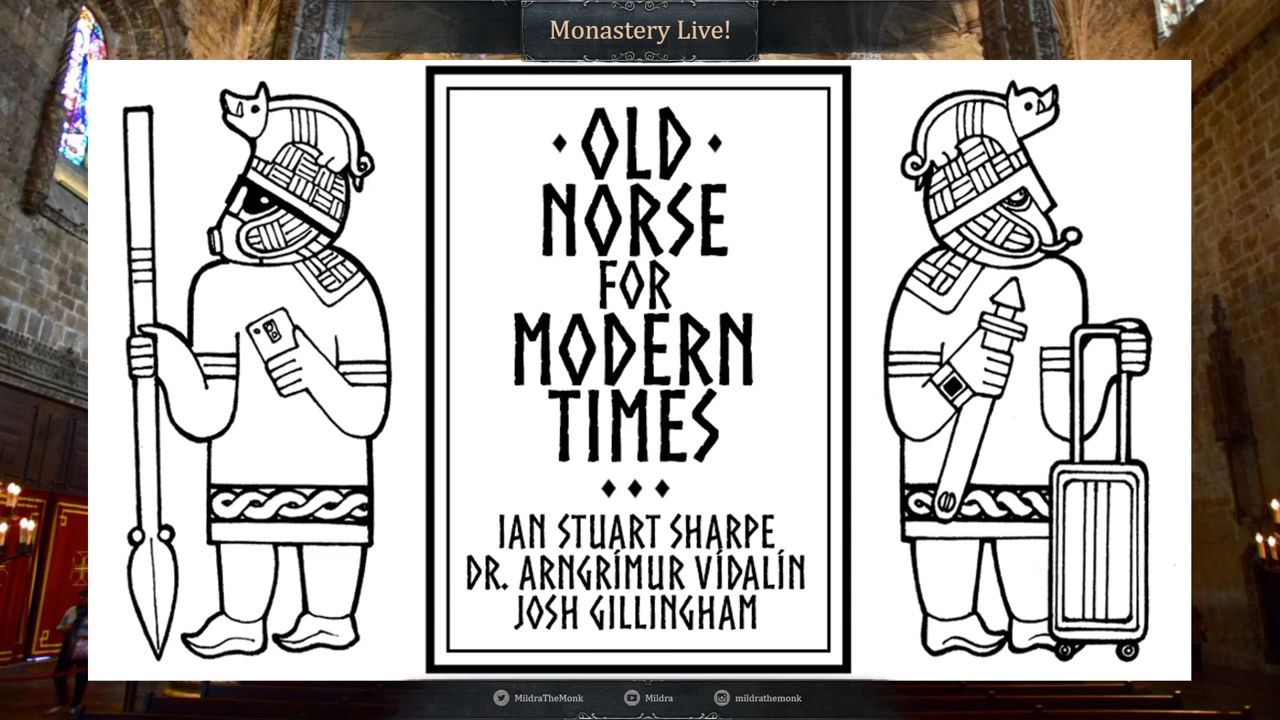 Monastery Live!
· OLD ·
NORSE
FOR
MODERN
TIMES
IAN STUART SHARPE
DR. ARNGRÍMUR VÍDALÍN
JOSH GILLINGHAM
MildraTheMonk
Mildra
mildrathemonk